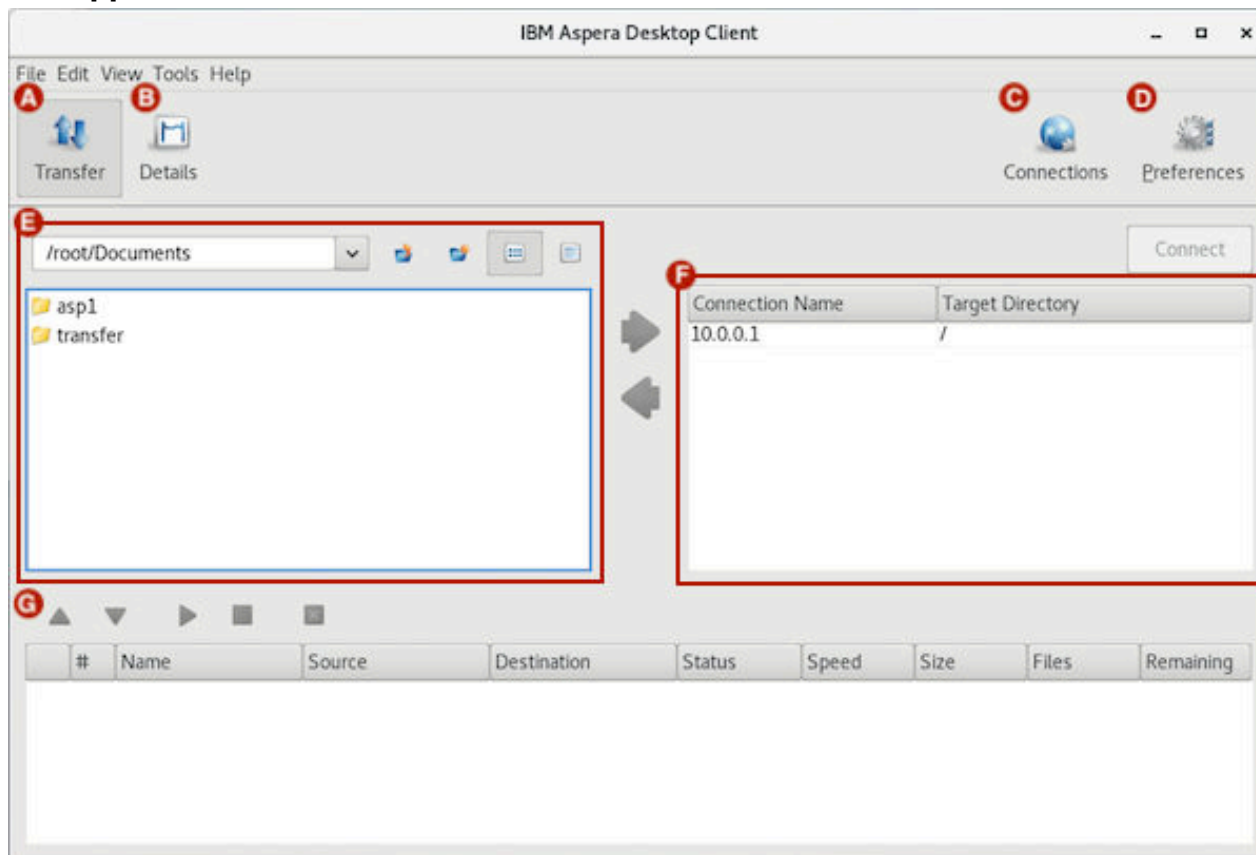 IBM Aspera Desktop Client
File Edit View Tools Help
A B C D
Transfer Details Connections Preferences
E
/root/Documents Connect
F
asp1 Connection Name Target Directory
transfer 10.0.0.1 /
G
# Name Source Destination Status Speed Size Files Remaining